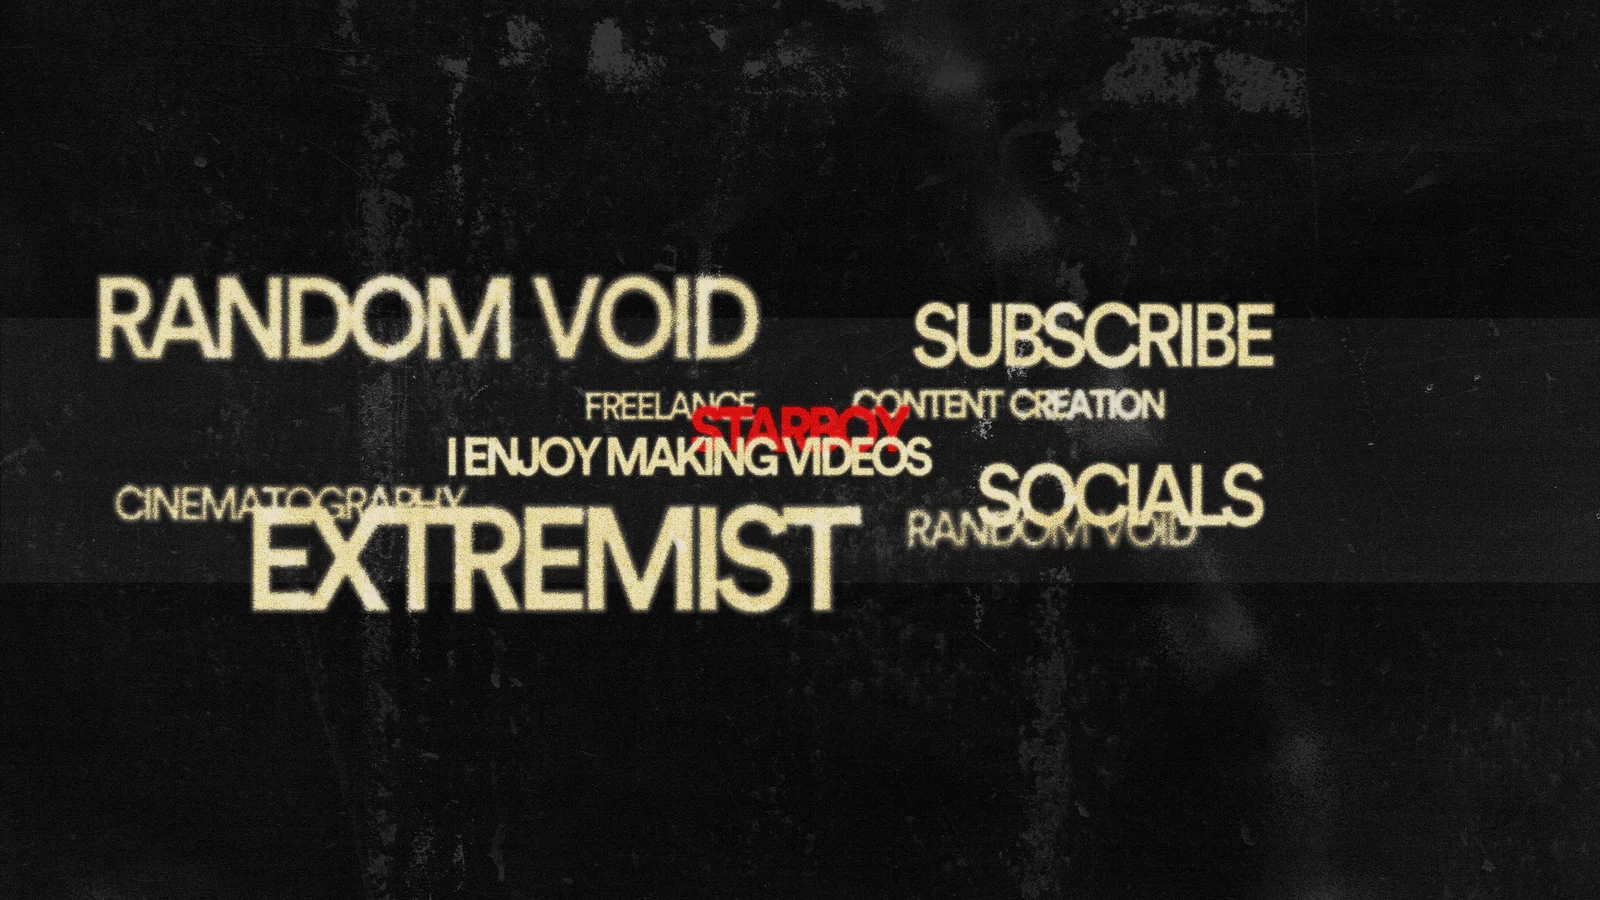 RANDOM VOID
SUBSCRIBE
FREELANCE
CONTENT CREATION
STARBOY
I ENJOY MAKING VIDEOS
CINEMATOGRAPHY
SOCIALS
EXTREMIST
RANDOM VOID